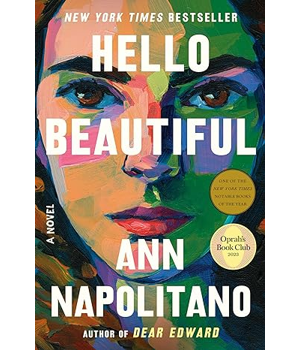 NEW YORK TIMES BESTSELLER
HELLO
BEAUTIFUL
A NOVEL
ONE OF THE
NEW YORK TIMES
NOTABLE BOOKS
OF THE YEAR
Oprah's
Book Club
2023
ANN
NAPOLITANO
AUTHOR OF DEAR EDWARD